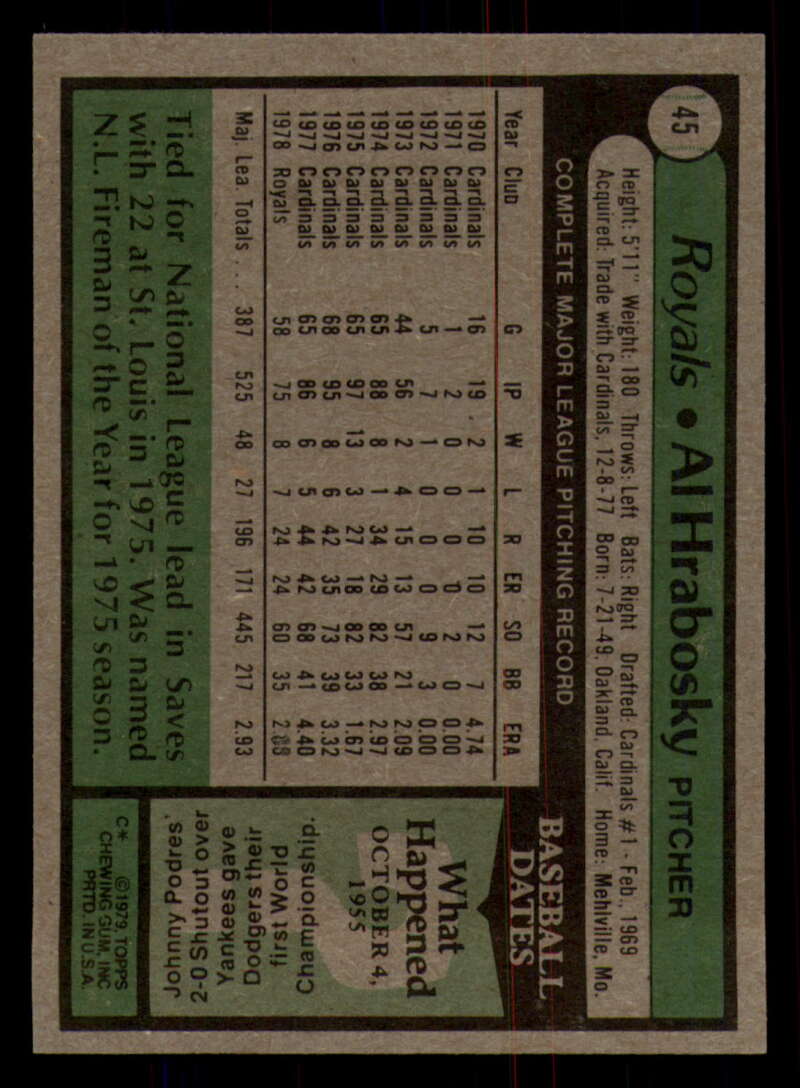 45
Royals • Al Hrabosky PITCHER
Height: 5'11" Weight: 180 Throws: Left Bats: Right Drafted: Cardinals #1 - Feb., 1969
Acquired: Trade with Cardinals, 12-8-77 Born: 7-21-49, Oakland, Calif. Home: Mehlville, Mo.
COMPLETE MAJOR LEAGUE PITCHING RECORD
Year Club G IP W L R ER SO BB ERA
1970 Cardinals 16 19 2 1 10 10 12 7 4.74
1971 Cardinals 1 2 0 0 0 0 2 0 0.00
1972 Cardinals 5 7 1 0 0 0 9 3 0.00
1973 Cardinals 44 56 2 4 15 13 57 21 2.09
1974 Cardinals 65 88 8 1 34 29 82 38 2.97
1975 Cardinals 65 97 13 3 27 18 82 33 1.67
1976 Cardinals 68 95 8 6 42 35 73 39 3.32
1977 Cardinals 65 86 6 5 44 42 68 41 4.40
1978 Royals 58 75 8 7 24 24 60 35 2.88
Maj. Lea. Totals . . . 387 525 48 27 196 171 445 217 2.93
Tied for National League lead in Saves
with 22 at St. Louis in 1975. Was named
N.L. Fireman of the Year for 1975 season.
BASEBALL
DATES
What
Happened
OCTOBER 4,
1955
Johnny Podres'
2-0 Shutout over
Yankees gave
Dodgers their
first World
Championship.
C* ©1979 TOPPS
CHEWING GUM, INC
PRTD. IN U.S.A.